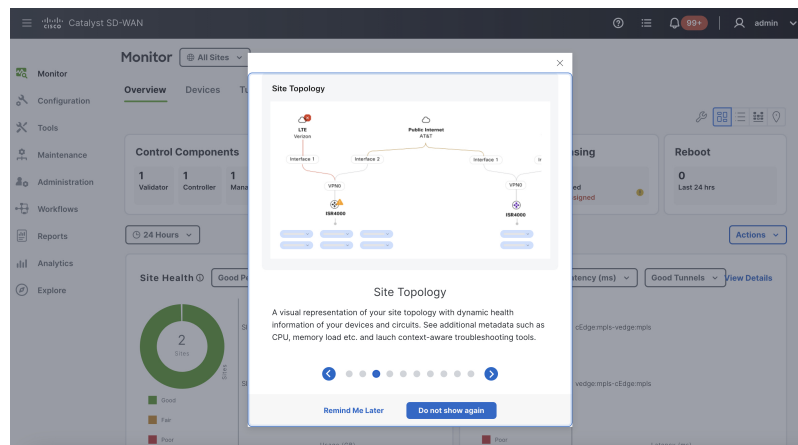 cisco Catalyst SD-WAN
99+
admin
Monitor
All Sites
Monitor
Configuration
Tools
Maintenance
Administration
Workflows
Reports
Analytics
Explore
Overview
Devices
Control Components
1
Validator
1
Controller
1
Reboot
0
Last 24 hrs
24 Hours
Actions
Site Health
Latency (ms)
Good Tunnels
View Details
2
Sites
Sites
Good
Fair
Poor
cEdge:mpls-vedge:mpls
vedge:mpls-cEdge:mpls
Poor
Site Topology
LTE
Verizon
Public Internet
AT&T
Interface 1
Interface 2
Interface 1
VPN0
VPN0
ISR4000
ISR4000
Site Topology
A visual representation of your site topology with dynamic health
information of your devices and circuits. See additional metadata such as
CPU, memory load etc. and lauch context-aware troubleshooting tools.
Remind Me Later
Do not show again